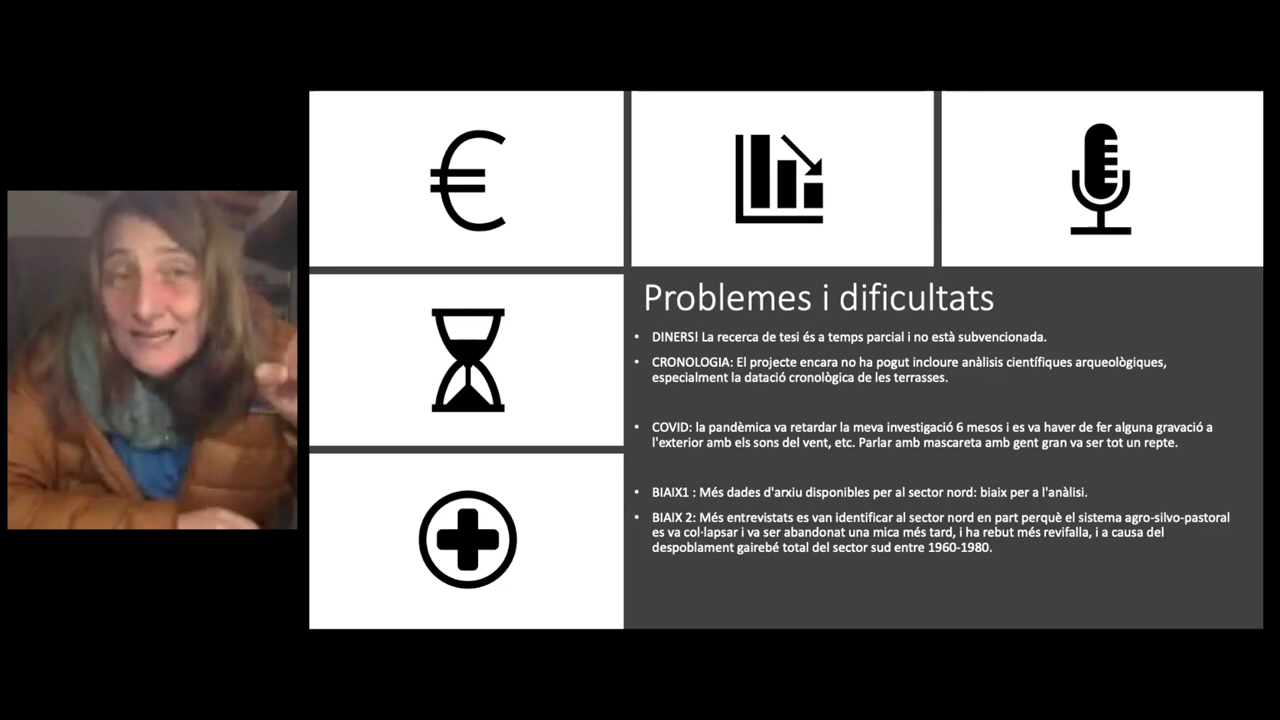 Problemes i dificultats
• DINERS! La recerca de tesi és a temps parcial i no està subvencionada.
• CRONOLOGIA: El projecte encara no ha pogut incloure anàlisis científiques arqueològiques,
especialment la datació cronològica de les terrasses.
• COVID: la pandèmica va retardar la meva investigació 6 mesos i es va haver de fer alguna gravació a
l'exterior amb els sons del vent, etc. Parlar amb mascareta amb gent gran va ser tot un repte.
• BIAIX1 : Més dades d'arxiu disponibles per al sector nord: biaix per a l'anàlisi.
• BIAIX 2: Més entrevistats es van identificar al sector nord en part perquè el sistema agro-silvo-pastoral
es va col·lapsar i va ser abandonat una mica més tard, i ha rebut més revifalla, i a causa del
despoblament gairebé total del sector sud entre 1960-1980.